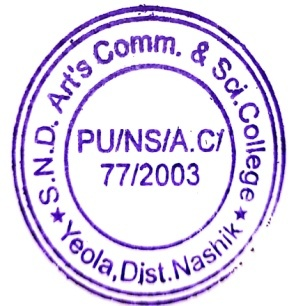 S.N.D. Art's Comm. & Sci.College
PU/NS/A.C/
77/2003
★ Yeola,Dist.Nashik ★